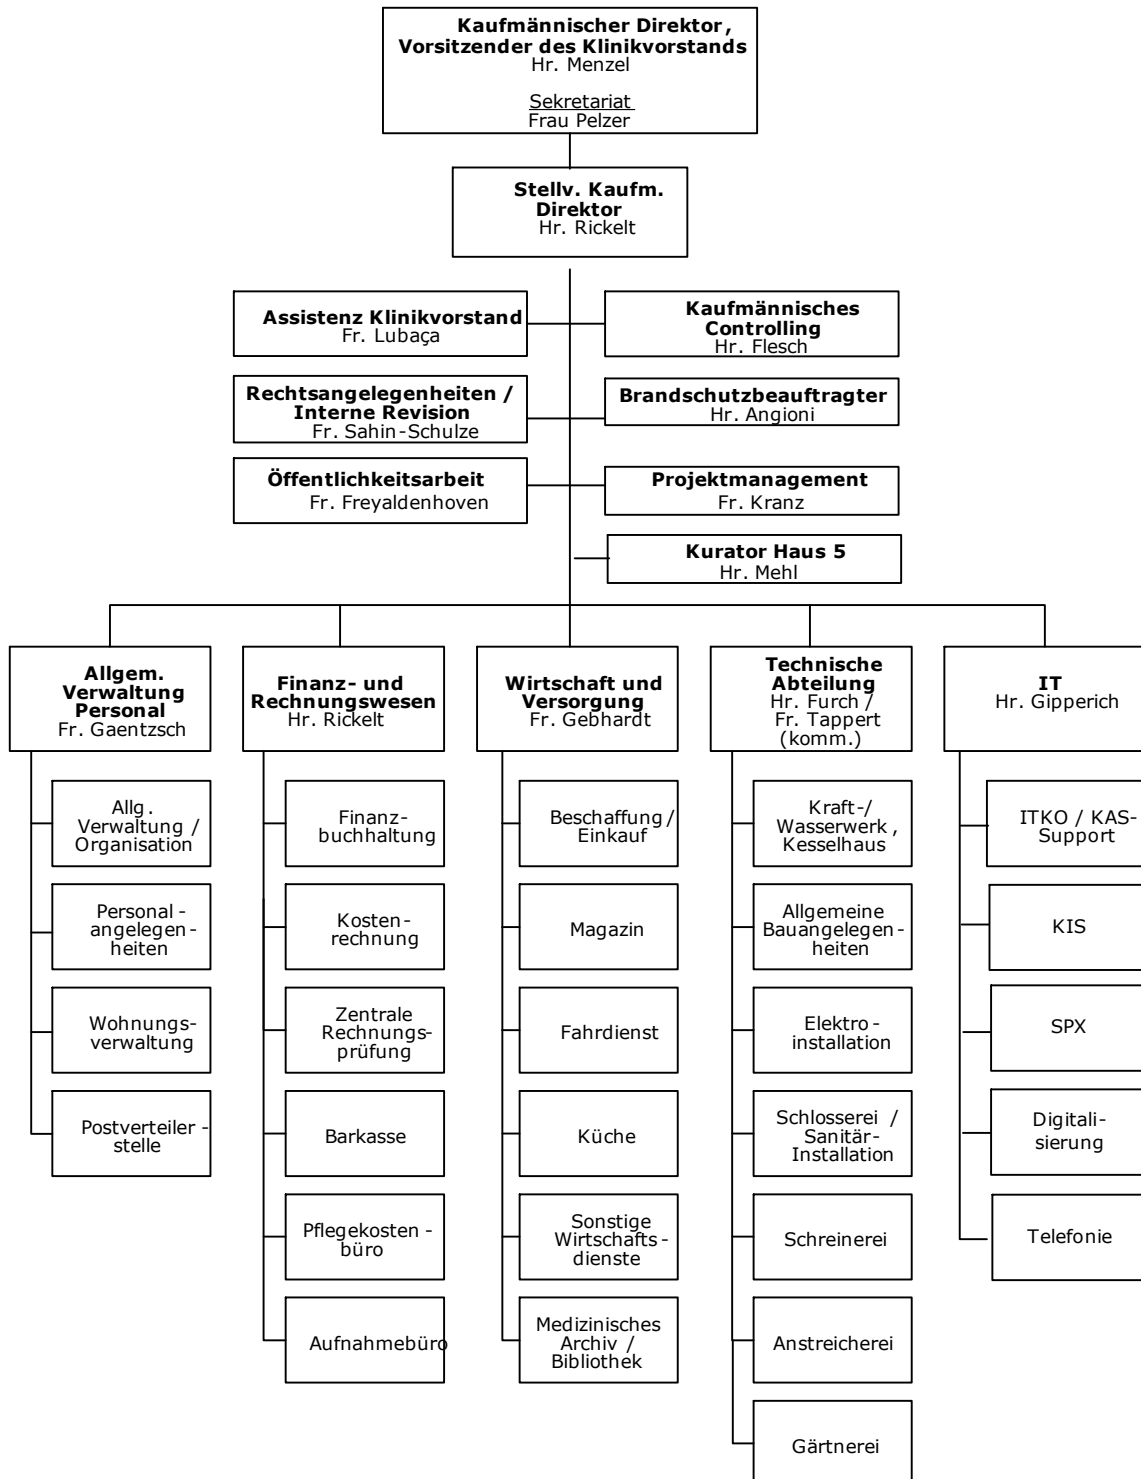 Kaufmännischer Direktor,
Vorsitzender des Klinikvorstands
Hr. Menzel
Sekretariat
Frau Pelzer
Stellv. Kaufm.
Direktor
Hr. Rickelt
Assistenz Klinikvorstand
Fr. Lubaça
Kaufmännisches
Controlling
Hr. Flesch
Rechtsangelegenheiten /
Interne Revision
Fr. Sahin-Schulze
Brandschutzbeauftragter
Hr. Angioni
Öffentlichkeitsarbeit
Fr. Freyaldenhoven
Projektmanagement
Fr. Kranz
Kurator Haus 5
Hr. Mehl
Allgem.
Verwaltung
Personal
Fr. Gaentzsch
Finanz- und
Rechnungswesen
Hr. Rickelt
Wirtschaft und
Versorgung
Fr. Gebhardt
Technische
Abteilung
Hr. Furch /
Fr. Tappert
(komm.)
IT
Hr. Gipperich
Allg.
Verwaltung /
Organisation
Finanz-
buchhaltung
Beschaffung /
Einkauf
Kraft-/
Wasserwerk,
Kesselhaus
ITKO / KAS-
Support
Personal-
angelegen-
heiten
Kosten-
rechnung
Magazin
Allgemeine
Bauangelegen-
heiten
KIS
Wohnungs-
verwaltung
Zentrale
Rechnungs-
prüfung
Fahrdienst
Elektro-
installation
SPX
Postverteiler-
stelle
Barkasse
Küche
Schlosserei /
Sanitär-
Installation
Digitali-
sierung
Pflegekosten-
büro
Sonstige
Wirtschafts-
dienste
Schreinerei
Telefonie
Aufnahmebüro
Medizinisches
Archiv /
Bibliothek
Anstreicherei
Gärtnerei